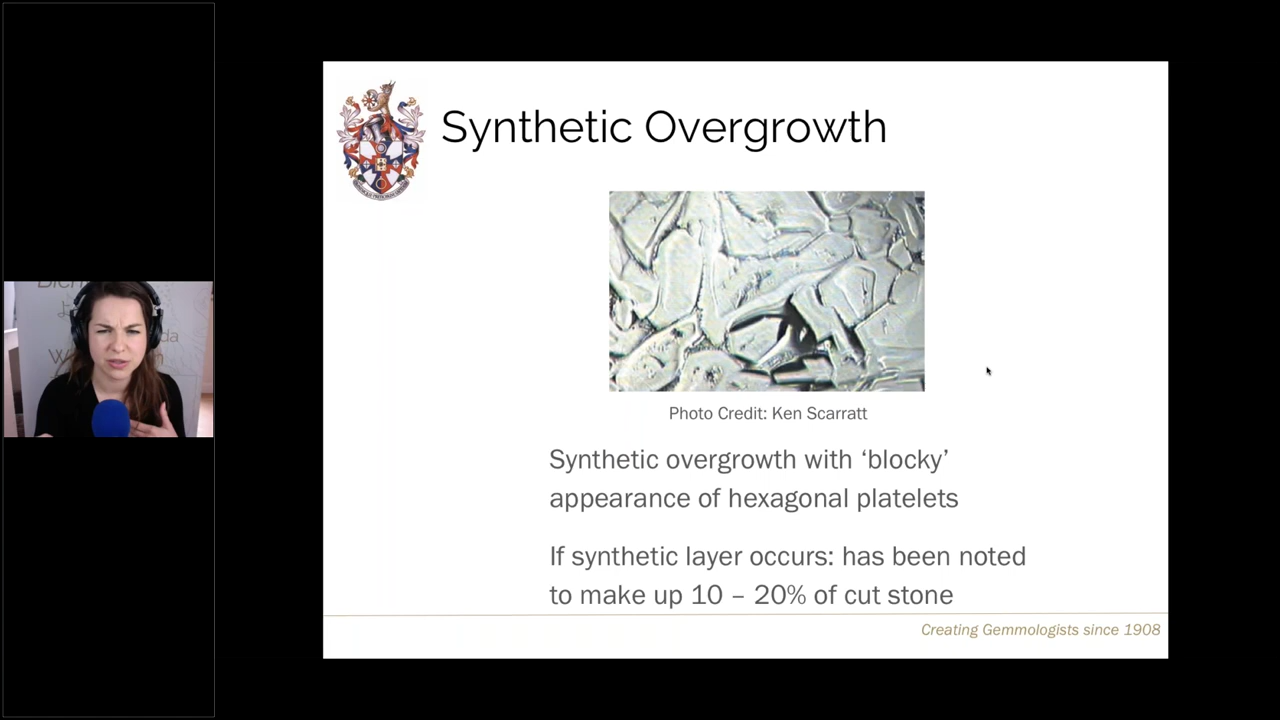 Synthetic Overgrowth
Photo Credit: Ken Scarratt
Synthetic overgrowth with ‘blocky’
appearance of hexagonal platelets
If synthetic layer occurs: has been noted
to make up 10 – 20% of cut stone
Creating Gemmologists since 1908